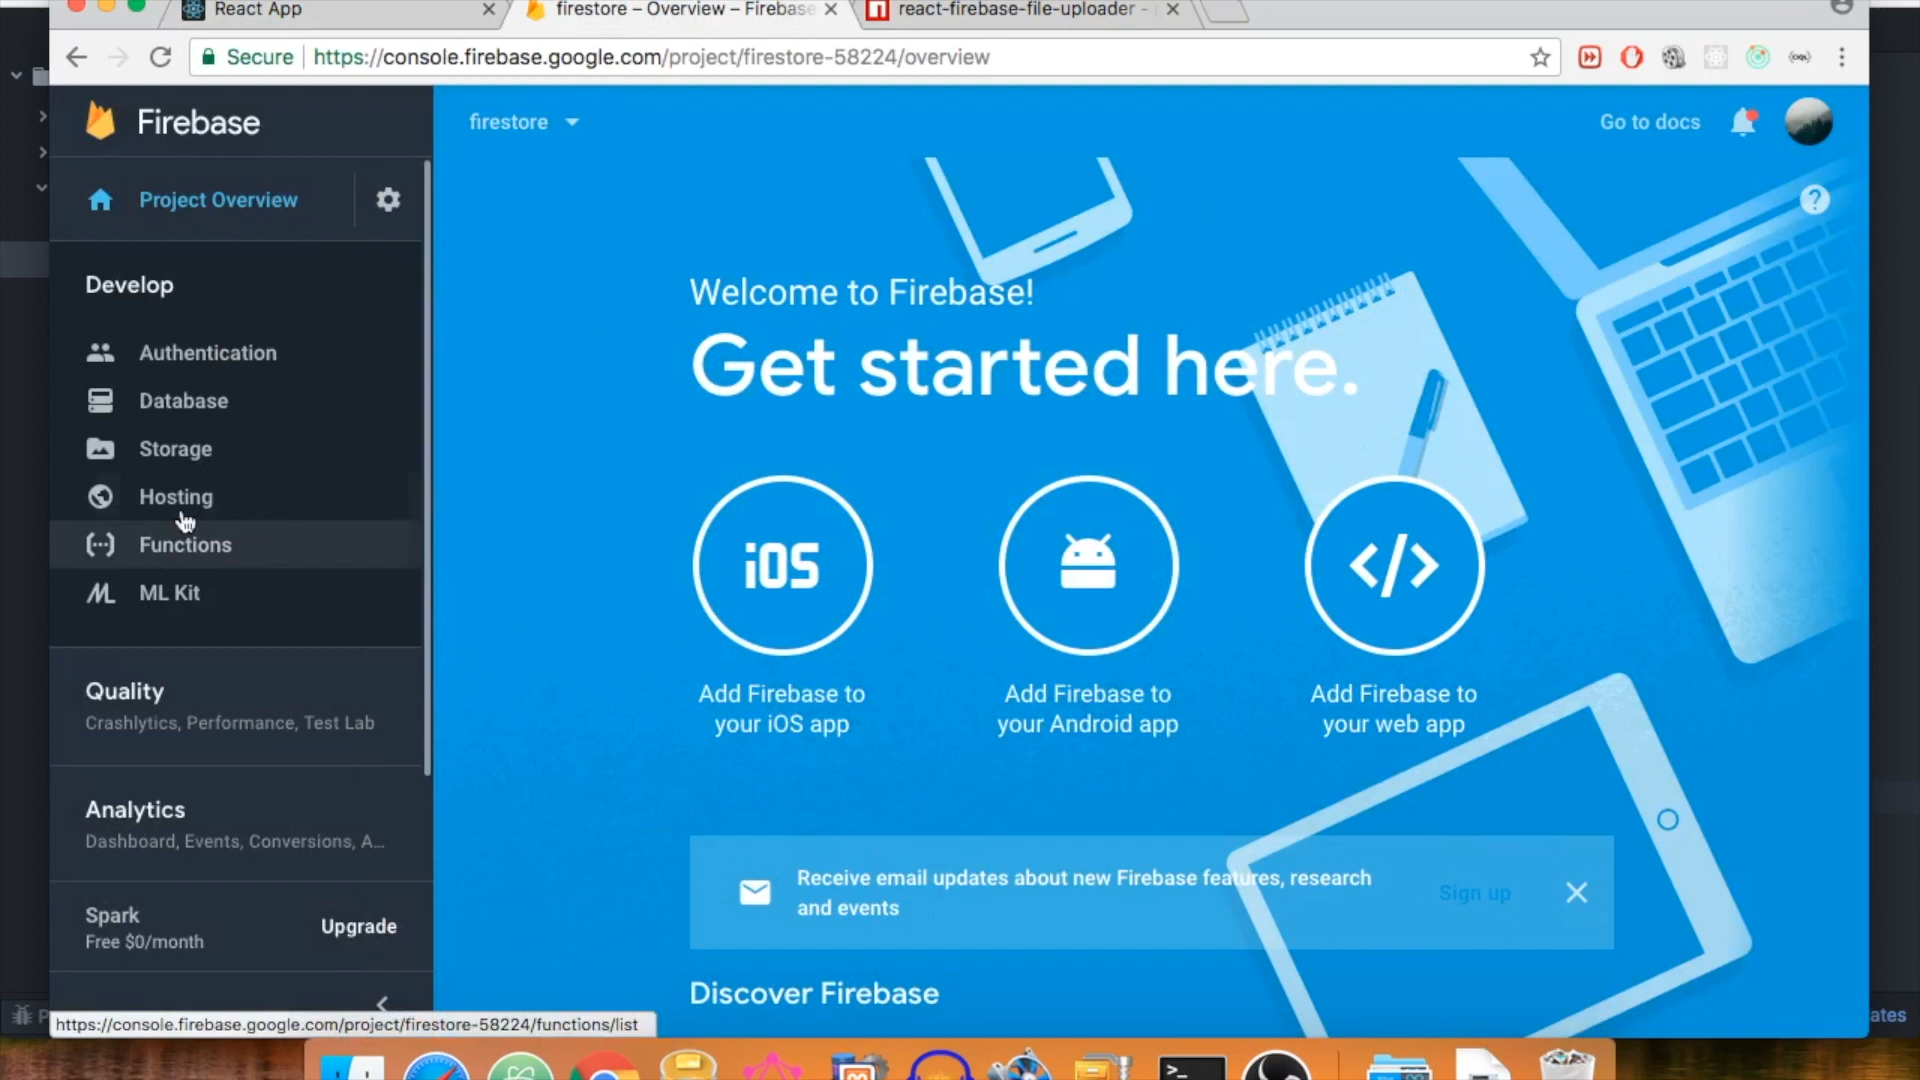 React App
firestore – Overview – Firebase
react-firebase-file-uploader -
Secure
https://console.firebase.google.com/project/firestore-58224/overview
Firebase
firestore
Go to docs
Project Overview
Develop
Authentication
Database
Storage
Hosting
Functions
ML Kit
Quality
Crashlytics, Performance, Test Lab
Analytics
Dashboard, Events, Conversions, A...
Spark
Free $0/month
Upgrade
Welcome to Firebase!
Get started here.
iOS
Add Firebase to
your iOS app
Add Firebase to
your Android app
Add Firebase to
your web app
Receive email updates about new Firebase features, research
and events
Sign up
Discover Firebase
https://console.firebase.google.com/project/firestore-58224/functions/list
ates